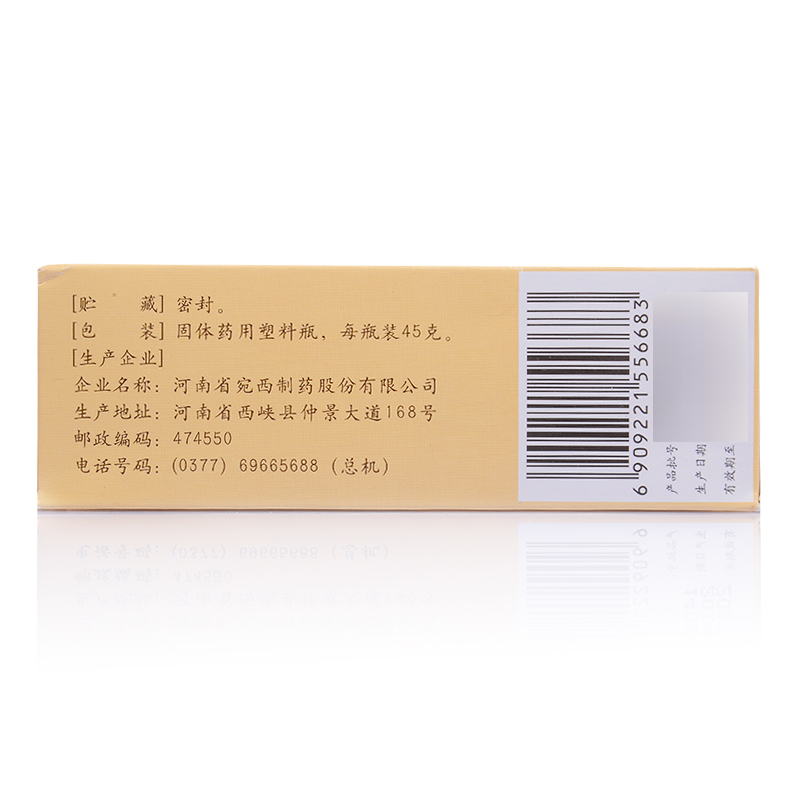 [贮 藏] 密封。
[包 装] 固体药用塑料瓶，每瓶装45克。
[生产企业]
企业名称：河南省宛西制药股份有限公司
生产地址：河南省西峡县仲景大道168号
邮政编码：474550
电话号码：(0377) 69665688 (总机)
6 909221 556683
产品批号
生产日期
有效期至